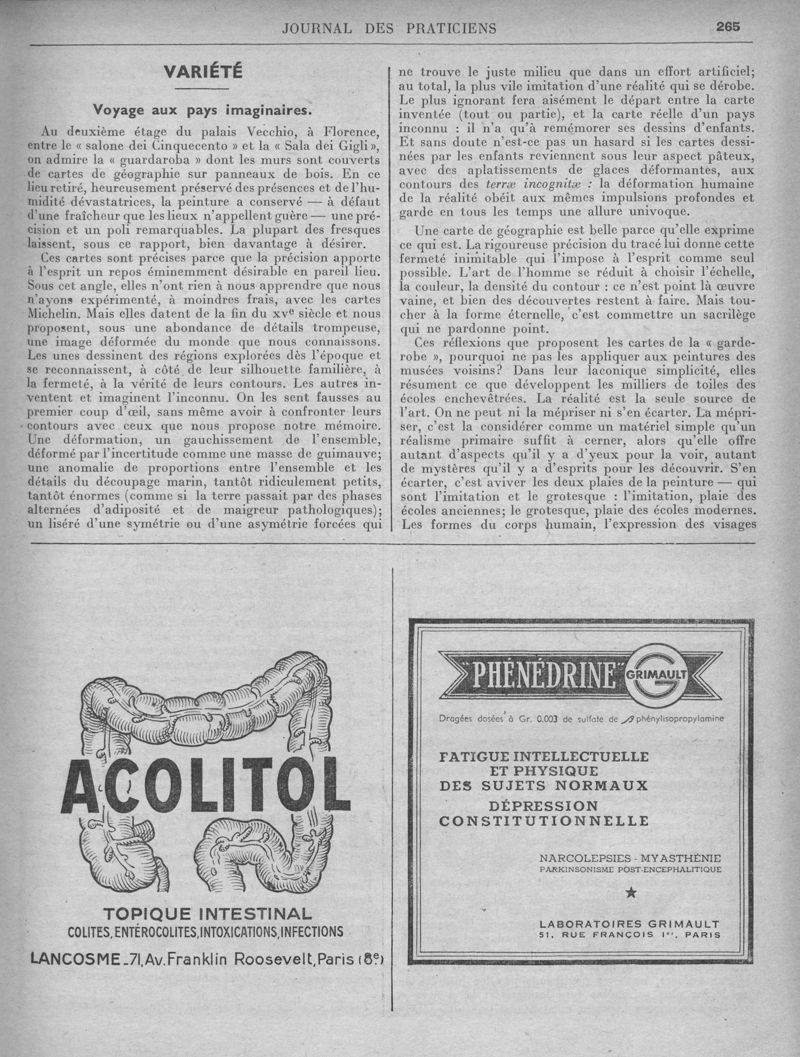 JOURNAL DES PRATICIENS
265
VARIÉTÉ
Voyage aux pays imaginaires.
Au deuxième étage du palais Vecchio, à Florence,
entre le « salone dei Cinquecento » et la « Sala dei Gigli »,
on admire la « guardaroba » dont les murs sont couverts
de cartes de géographie sur panneaux de bois. En ce
lieu retiré, heureusement préservé des présences et de l'hu-
midité dévastatrices, la peinture a conservé — à défaut
d'une fraîcheur que les lieux n'appellent guère — une pré-
cision et un poli remarquables. La plupart des fresques
laissent, sous ce rapport, bien davantage à désirer.
Ces cartes sont précises parce que la précision apporte
à l'esprit un repos éminemment désirable en pareil lieu.
Sous cet angle, elles n'ont rien à nous apprendre que nous
n'ayons expérimenté, à moindres frais, avec les cartes
Michelin. Mais elles datent de la fin du XVe siècle et nous
proposent, sous une abondance de détails trompeuse,
une image déformée du monde que nous connaissons.
Les unes dessinent des régions explorées dès l'époque et
se reconnaissent, à côté de leur silhouette familière, à
la fermeté, à la vérité de leurs contours. Les autres in-
ventent et imaginent l'inconnu. On les sent fausses au
premier coup d'œil, sans même avoir à confronter leurs
contours avec ceux que nous propose notre mémoire.
Une déformation, un gauchissement de l'ensemble,
déformé par l'incertitude comme une masse de guimauve;
une anomalie de proportions entre l'ensemble et les
détails du découpage marin, tantôt ridiculement petits,
tantôt énormes (comme si la terre passait par des phases
alternées d'adiposité et de maigreur pathologiques);
un liséré d'une symétrie ou d'une asymétrie forcées qui
ne trouve le juste milieu que dans un effort artificiel;
au total, la plus vile imitation d'une réalité qui se dérobe.
Le plus ignorant fera aisément le départ entre la carte
inventée (tout ou partie), et la carte réelle d'un pays
inconnu : il n'a qu'à remémorer ses dessins d'enfants.
Et sans doute n'est-ce pas un hasard si les cartes dessi-
nées par les enfants reviennent sous leur aspect pâteux,
avec des aplatissements de glaces déformantes, aux
contours des terræ incognitæ : la déformation humaine
de la réalité obéit aux mêmes impulsions profondes et
garde en tous les temps une allure univoque.
Une carte de géographie est belle parce qu'elle exprime
ce qui est. La rigoureuse précision du tracé lui donne cette
fermeté inimitable qui l'impose à l'esprit comme seul
possible. L'art de l'homme se réduit à choisir l'échelle,
la couleur, la densité du contour : ce n'est point là œuvre
vaine, et bien des découvertes restent à faire. Mais tou-
cher à la forme éternelle, c'est commettre un sacrilège
qui ne pardonne point.
Ces réflexions que proposent les cartes de la « garde-
robe », pourquoi ne pas les appliquer aux peintures des
musées voisins? Dans leur laconique simplicité, elles
résument ce que développent les milliers de toiles des
écoles enchevêtrées. La réalité est la seule source de
l'art. On ne peut ni la mépriser ni s'en écarter. La mépri-
ser, c'est la considérer comme un matériel simple qu'un
réalisme primaire suffit à cerner, alors qu'elle offre
autant d'aspects qu'il y a d'yeux pour la voir, autant
de mystères qu'il y a d'esprits pour les découvrir. S'en
écarter, c'est aviver les deux plaies de la peinture — qui
sont l'imitation et le grotesque : l'imitation, plaie des
écoles anciennes; le grotesque, plaie des écoles modernes.
Les formes du corps humain, l'expression des visages
ACOLITOL
TOPIQUE INTESTINAL
COLITES, ENTÉROCOLITES, INTOXICATIONS, INFECTIONS
LANCOSME_71, Av. Franklin Roosevelt, Paris (8e)
"PHÉNÉDRINE" GRIMAULT
Dragées dosées à Gr. 0.003 de sulfate de β phénylisopropylamine
FATIGUE INTELLECTUELLE
ET PHYSIQUE
DES SUJETS NORMAUX
DÉPRESSION
CONSTITUTIONNELLE
NARCOLEPSIES - MYASTHÉNIE
PARKINSONISME POST-ENCEPHALITIQUE
LABORATOIRES GRIMAULT
51, RUE FRANÇOIS Ier, PARIS